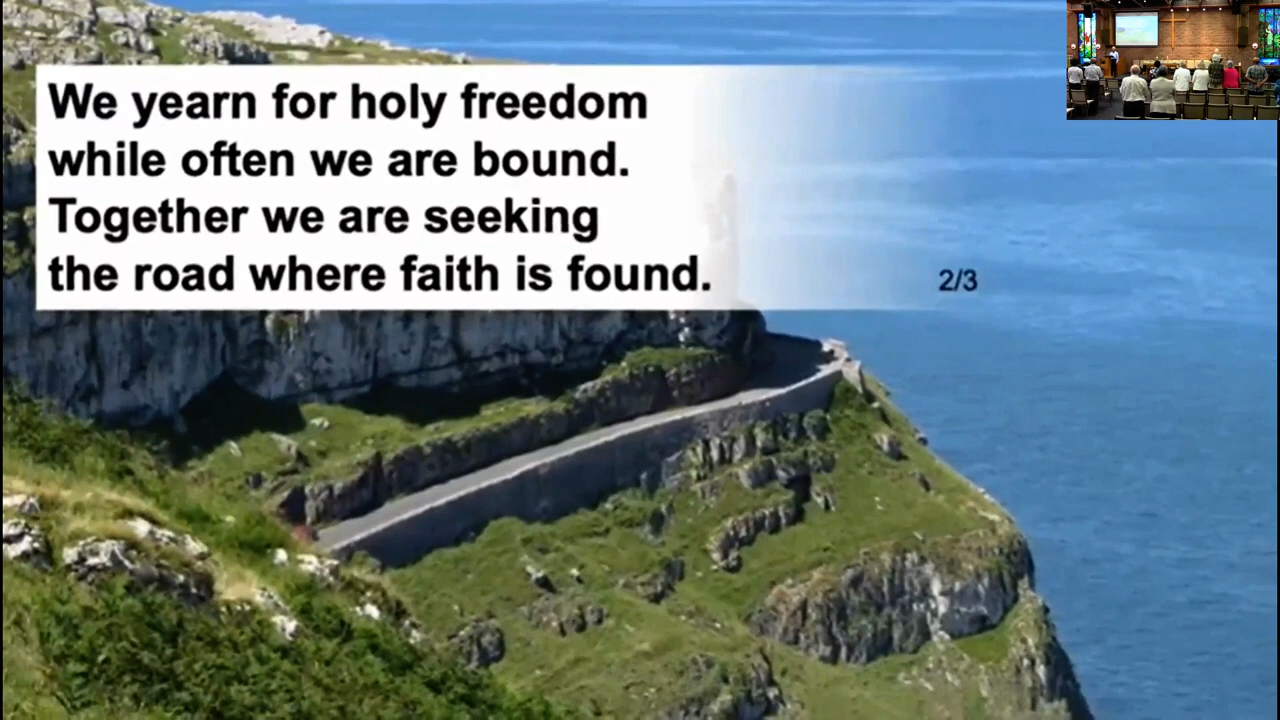 We yearn for holy freedom
while often we are bound.
Together we are seeking
the road where faith is found.
2/3